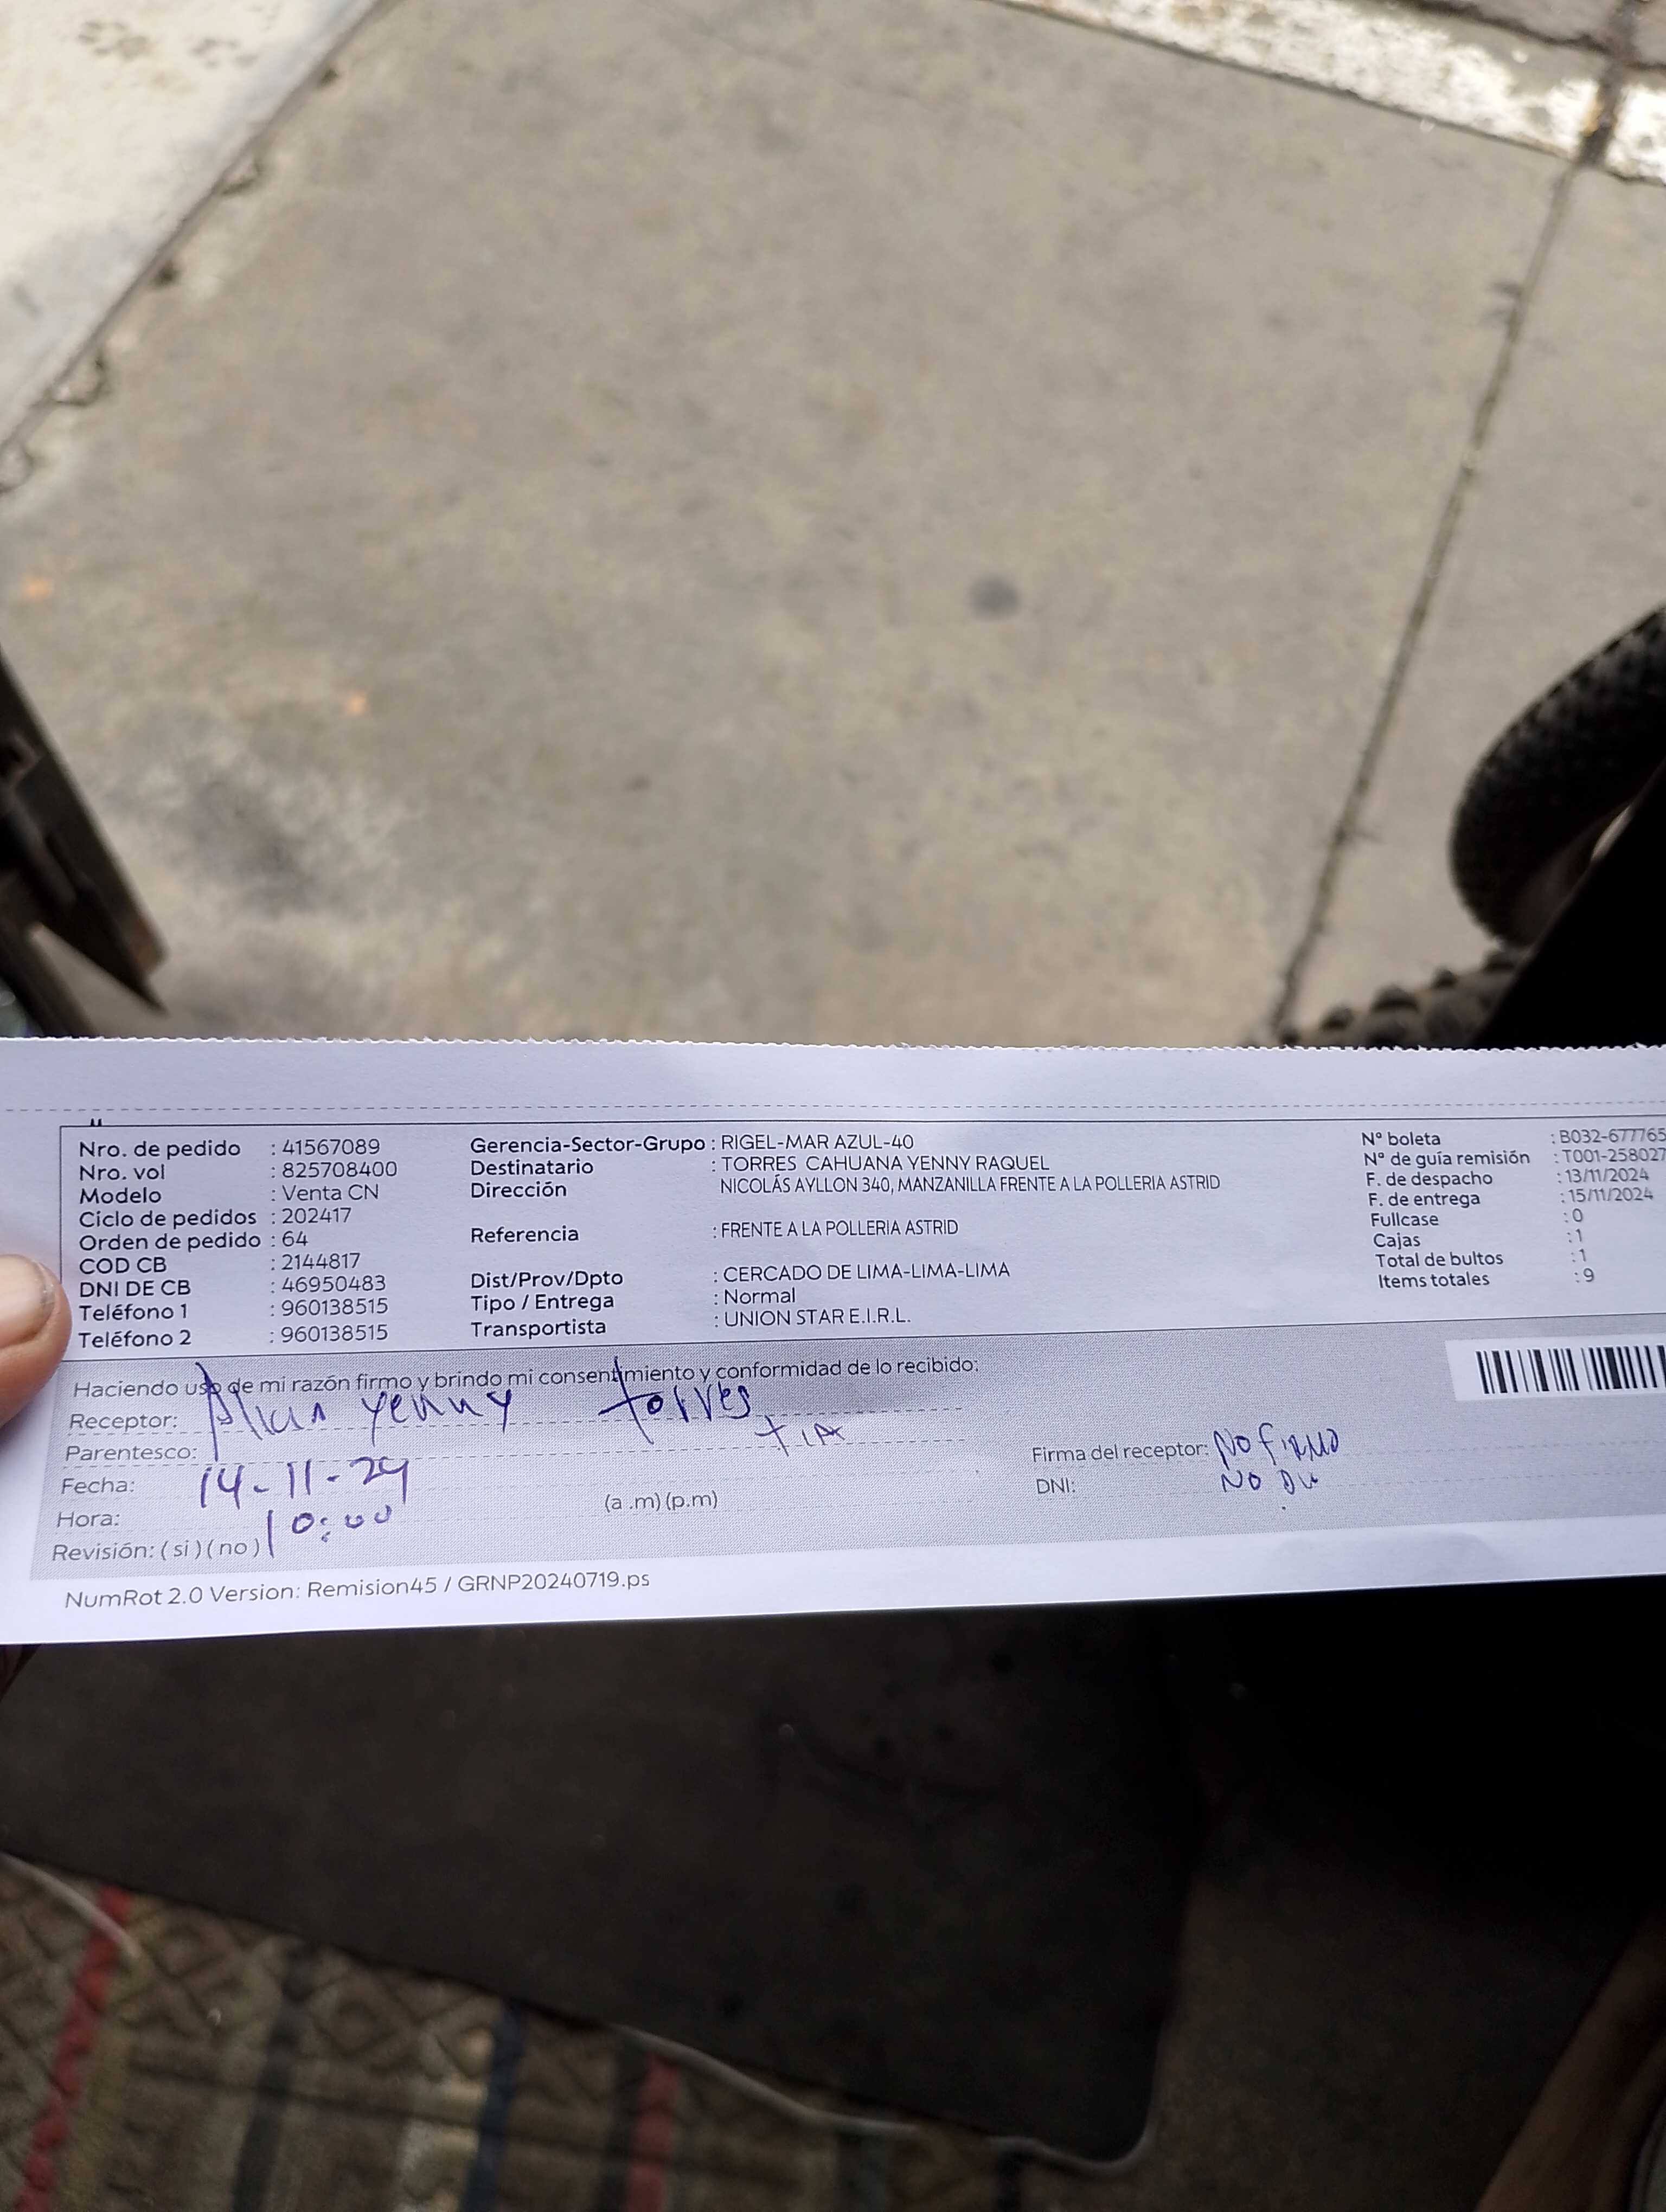 Nro. de pedido : 41567089
Nro. vol : 825708400
Modelo : Venta CN
Ciclo de pedidos : 202417
Orden de pedido : 64
COD CB : 2144817
DNI DE CB : 46950483
Teléfono 1 : 960138515
Teléfono 2 : 960138515
Gerencia-Sector-Grupo : RIGEL-MAR AZUL-40
Destinatario : TORRES CAHUANA YENNY RAQUEL
Dirección NICOLÁS AYLLON 340, MANZANILLA FRENTE A LA POLLERIA ASTRID
Referencia : FRENTE A LA POLLERIA ASTRID
Dist/Prov/Dpto : CERCADO DE LIMA-LIMA-LIMA
Tipo / Entrega : Normal
Transportista : UNION STAR E.I.R.L.
N° boleta : B032-677765
N° de guía remisión : T001-258027
F. de despacho : 13/11/2024
F. de entrega : 15/11/2024
Fullcase : 0
Cajas : 1
Total de bultos : 1
Items totales : 9
Haciendo uso de mi razón firmo y brindo mi consentimiento y conformidad de lo recibido:
Receptor: yenny torres
Parentesco: tia
Fecha: 14-11-24
Hora: 10:00 (a .m) (p.m)
Revisión: ( si ) ( no )
Firma del receptor: No firmo
DNI: NO
NumRot 2.0 Version: Remision45 / GRNP20240719.ps